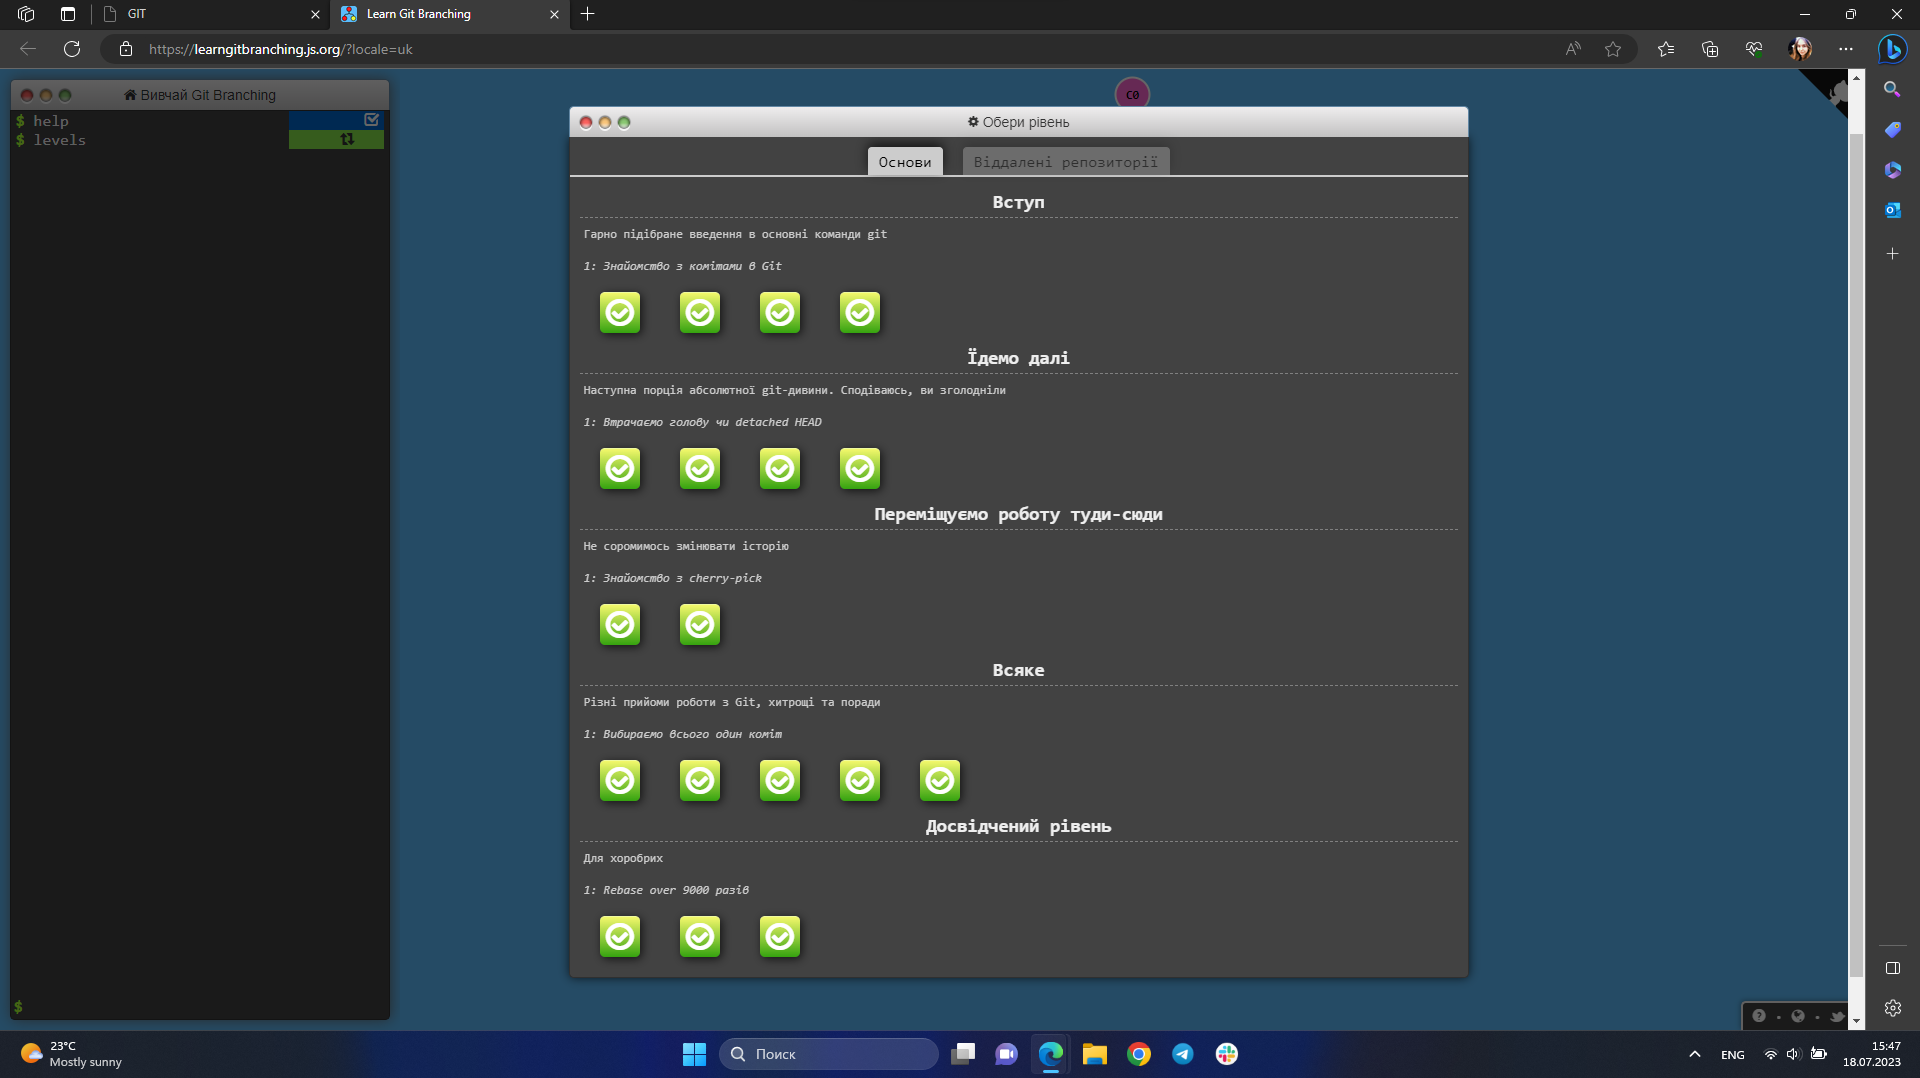 GIT
Learn Git Branching
https://learngitbranching.js.org/?locale=uk
Вивчай Git Branching
$ help
$ levels
C0
Обери рівень
Основи
Віддалені репозиторії
Вступ
Гарно підібране введення в основні команди git
1: Знайомство з комітами в Git
Їдемо далі
Наступна порція абсолютної git-дивини. Сподіваюсь, ви зголодніли
1: Втрачаємо голову чи detached HEAD
Переміщуємо роботу туди-сюди
Не соромимось змінювати історію
1: Знайомство з cherry-pick
Всяке
Різні прийоми роботи з Git, хитрощі та поради
1: Вибираємо всього один коміт
Досвідчений рівень
Для хоробрих
1: Rebase over 9000 разів
$
23°C
Mostly sunny
Поиск
ENG
15:47
18.07.2023